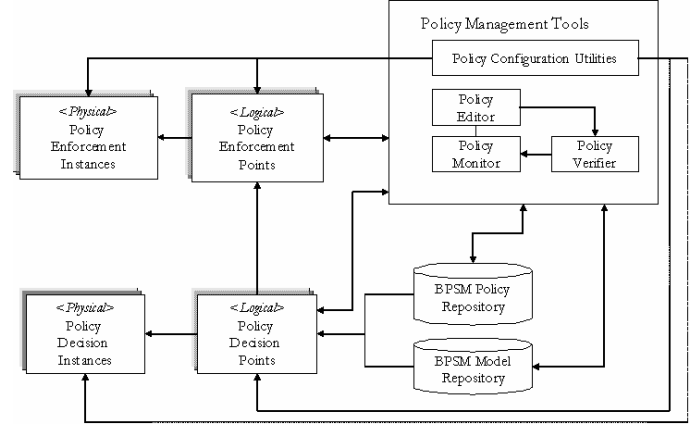 Policy Management Tools
Policy Configuration Utilities
<Physical>
Policy
Enforcement
Instances
<Logical>
Policy
Enforcement
Points
Policy
Editor
Policy
Monitor
Policy
Verifier
<Physical>
Policy
Decision
Instances
<Logical>
Policy
Decision
Points
BPSM Policy
Repository
BPSM Model
Repository